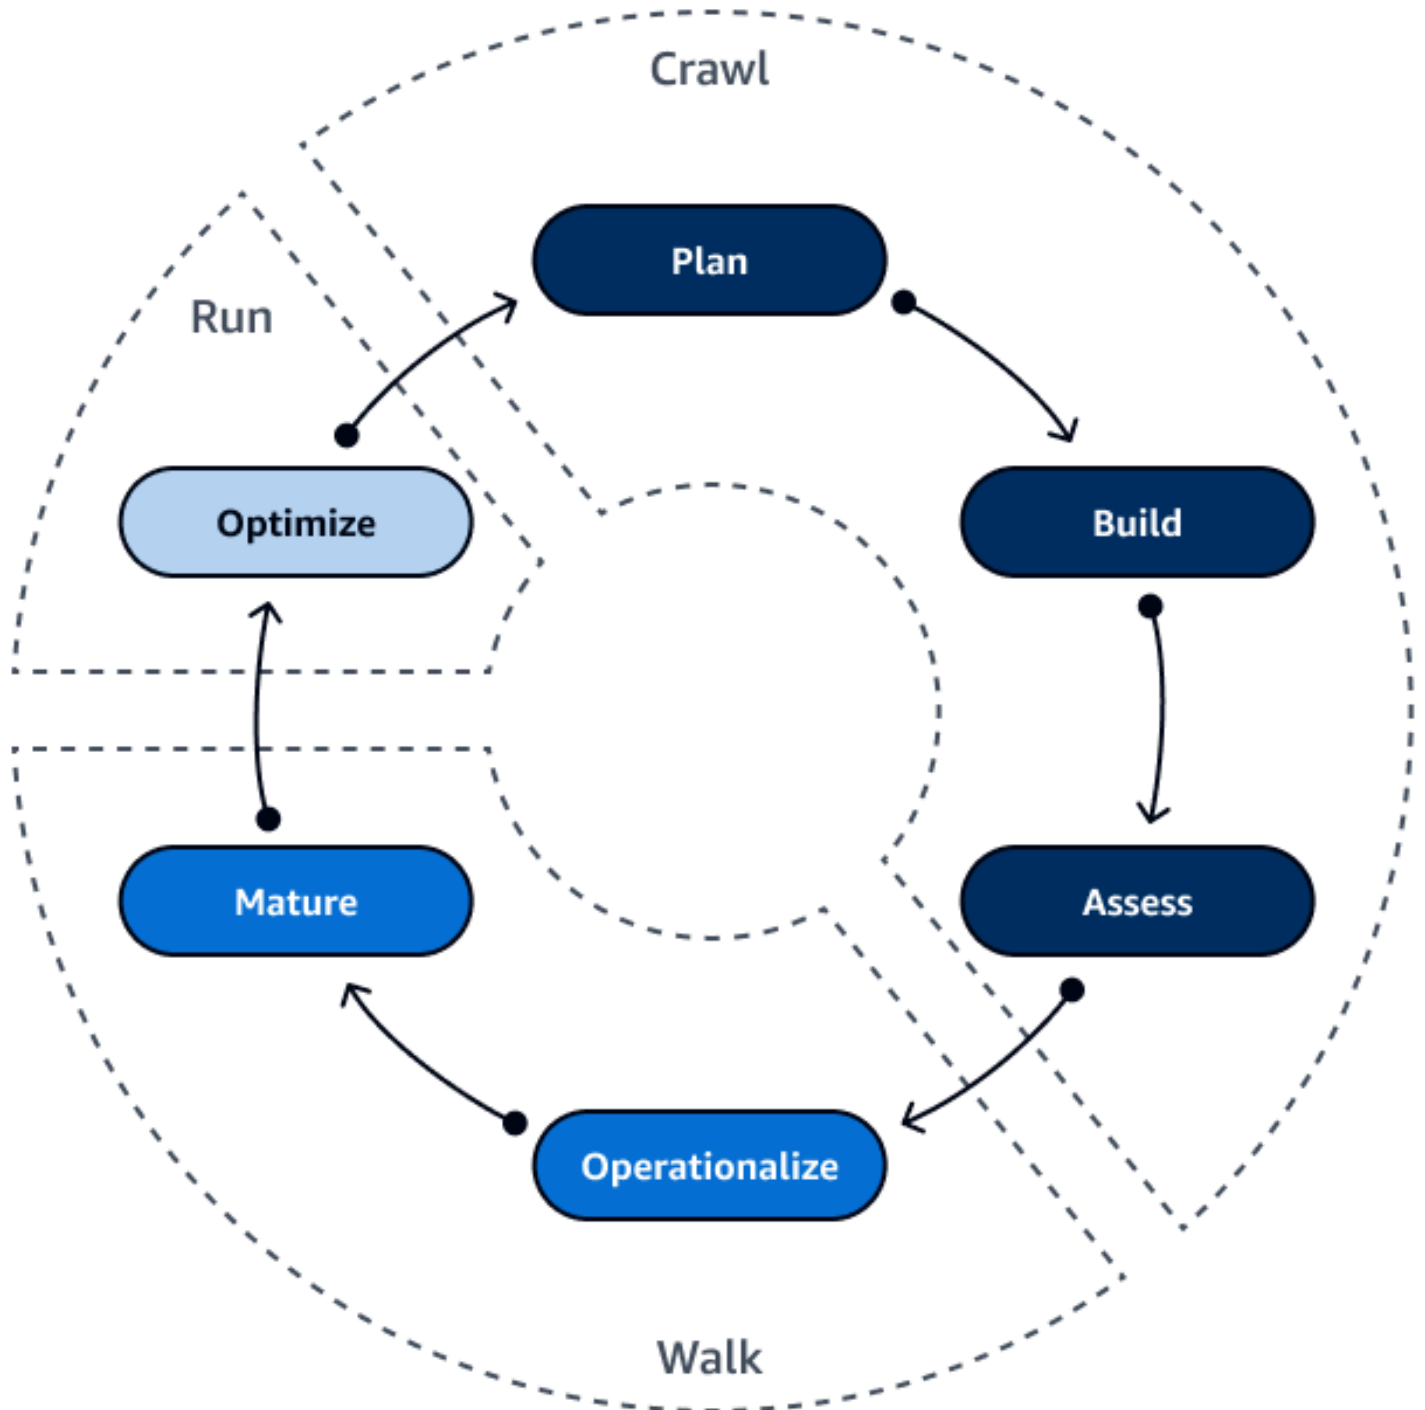 Crawl
Plan
Run
Optimize
Build
Mature
Assess
Operationalize
Walk